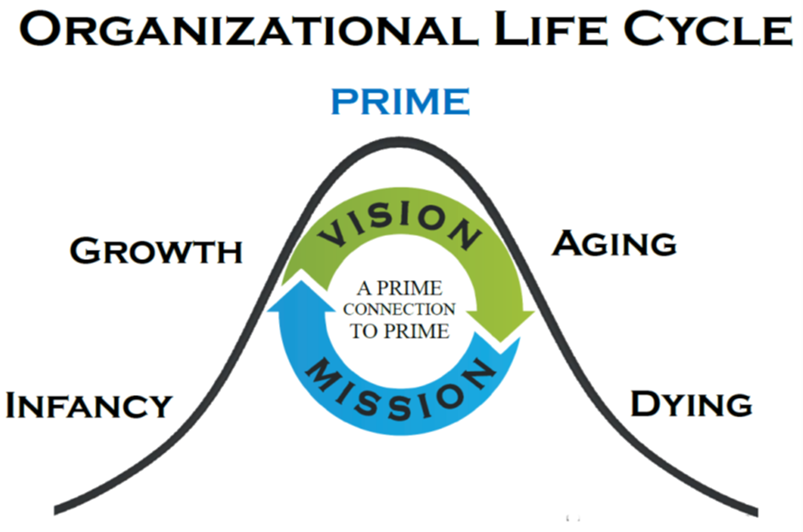 ORGANIZATIONAL LIFE CYCLE
PRIME
VISION
GROWTH
AGING
A PRIME
CONNECTION
TO PRIME
MISSION
INFANCY
DYING